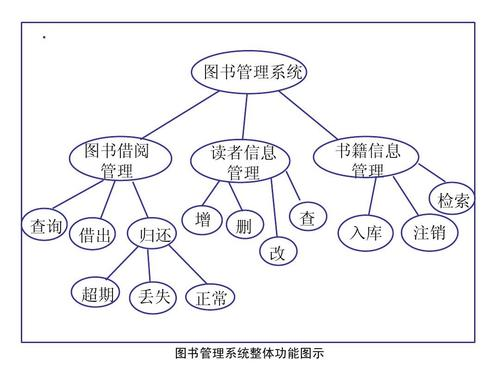 图书管理系统
图书借阅
管理
读者信息
管理
书籍信息
管理
查询
借出
归还
增
删
改
查
入库
注销
检索
超期
丢失
正常
图书管理系统整体功能图示